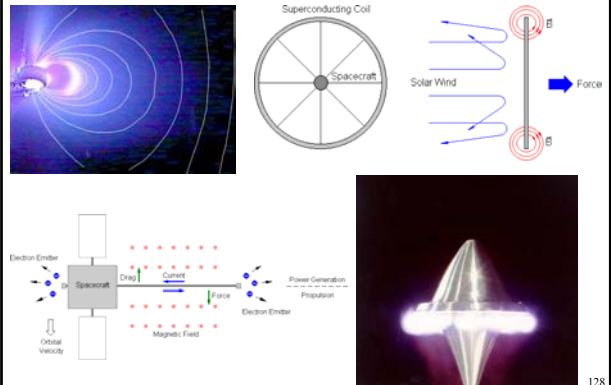 Superconducting Coil
Spacecraft
Solar Wind
B
Force
B
Electron Emitter
Spacecraft
Drag
Current
Force
Magnetic Field
Orbital
Velocity
Electron Emitter
Power Generation
Propulsion
128